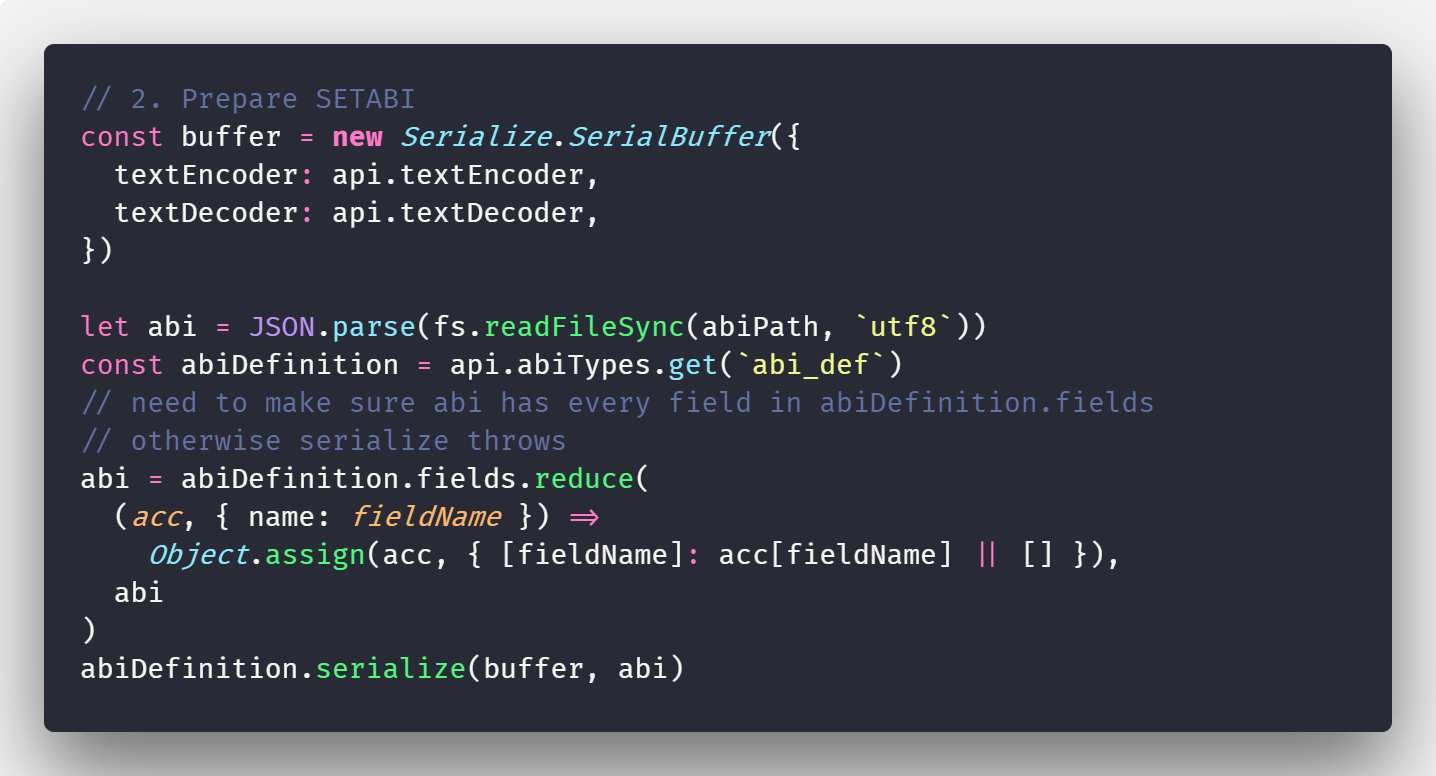 // 2. Prepare SETABI
const buffer = new Serialize.SerialBuffer({
  textEncoder: api.textEncoder,
  textDecoder: api.textDecoder,
})

let abi = JSON.parse(fs.readFileSync(abiPath, `utf8`))
const abiDefinition = api.abiTypes.get(`abi_def`)
// need to make sure abi has every field in abiDefinition.fields
// otherwise serialize throws
abi = abiDefinition.fields.reduce(
  (acc, { name: fieldName }) =>
    Object.assign(acc, { [fieldName]: acc[fieldName] || [] }),
  abi
)
abiDefinition.serialize(buffer, abi)